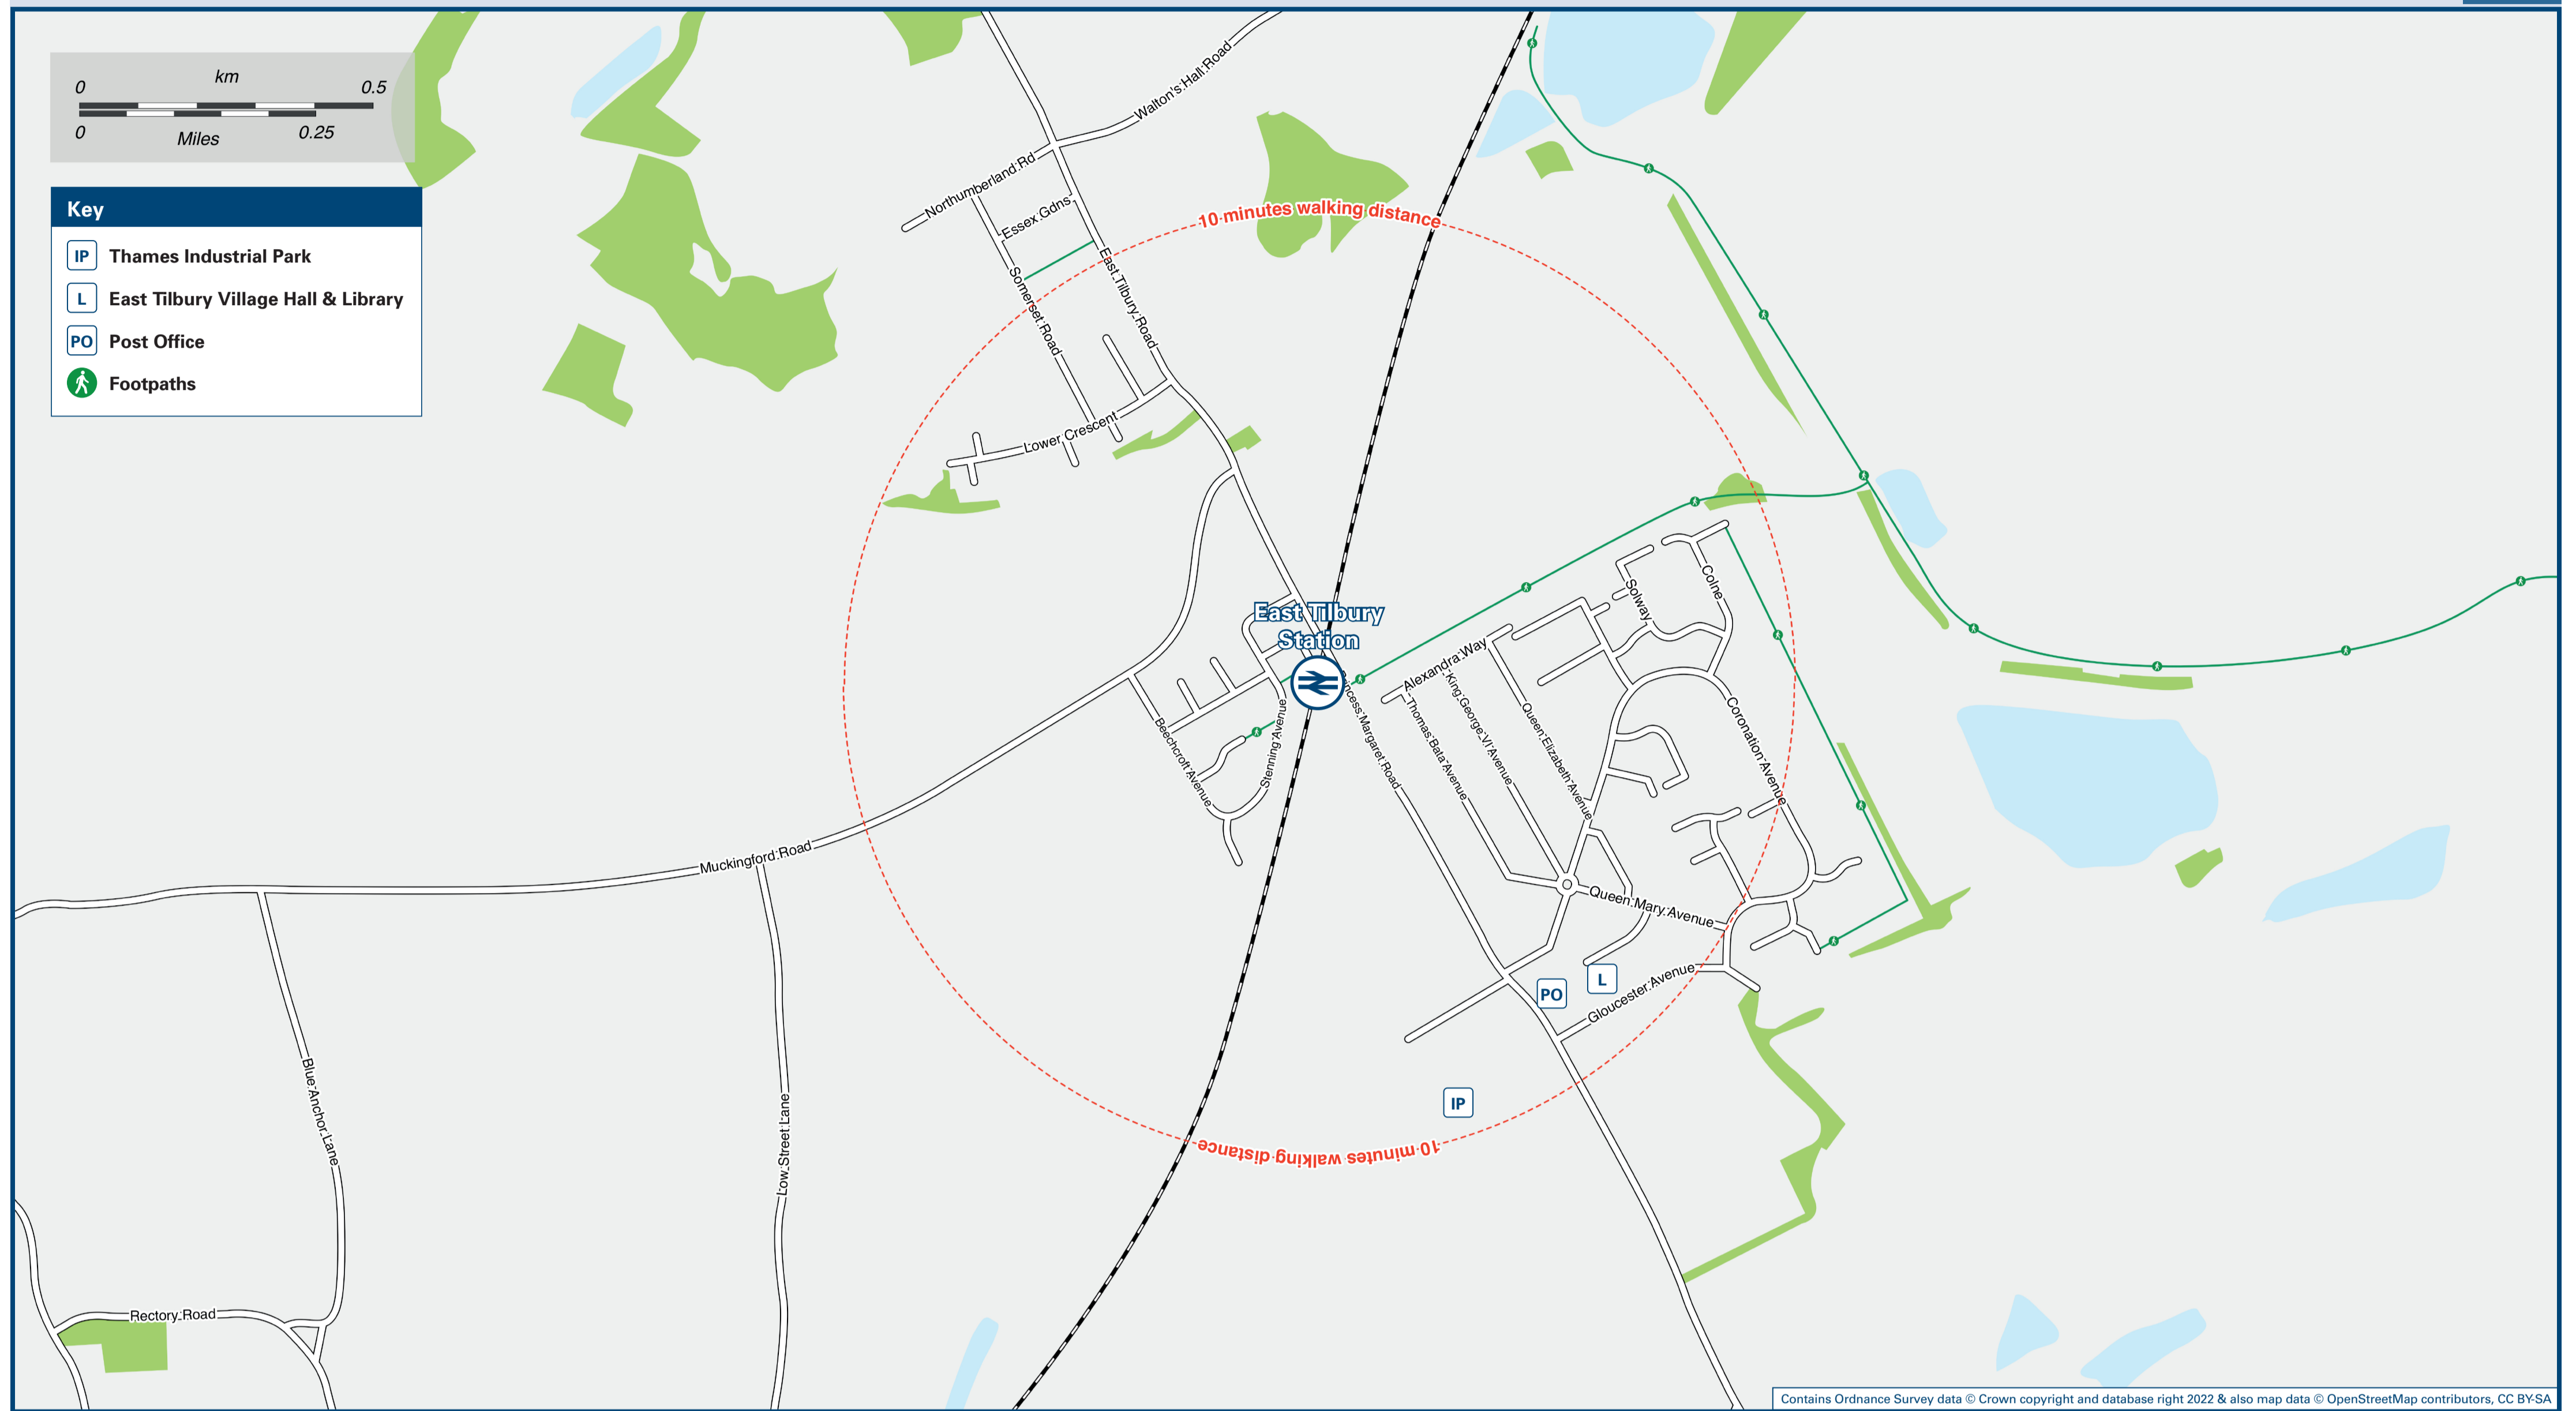 km
0 0.5
0 0.25
Miles
Key
IP Thames Industrial Park
L East Tilbury Village Hall & Library
PO Post Office
Footpaths
Walton's Hall Road
Northumberland Rd
Essex Gdns
10 minutes walking distance
East Tilbury Road
Somerset Road
Lower Crescent
East Tilbury
Station
Colne
Solway
Alexandra Way
King George VI Avenue
Thomas Bata Avenue
Queen Elizabeth Avenue
Coronation Avenue
Margaret Road
Beechcroft Avenue
Stenning Avenue
Muckingford Road
Queen Mary Avenue
L
PO
Gloucester Avenue
IP
10 minutes walking distance
Blue Anchor Lane
Low Street Lane
Rectory Road
Contains Ordnance Survey data © Crown copyright and database right 2022 & also map data © OpenStreetMap contributors, CC BY-SA